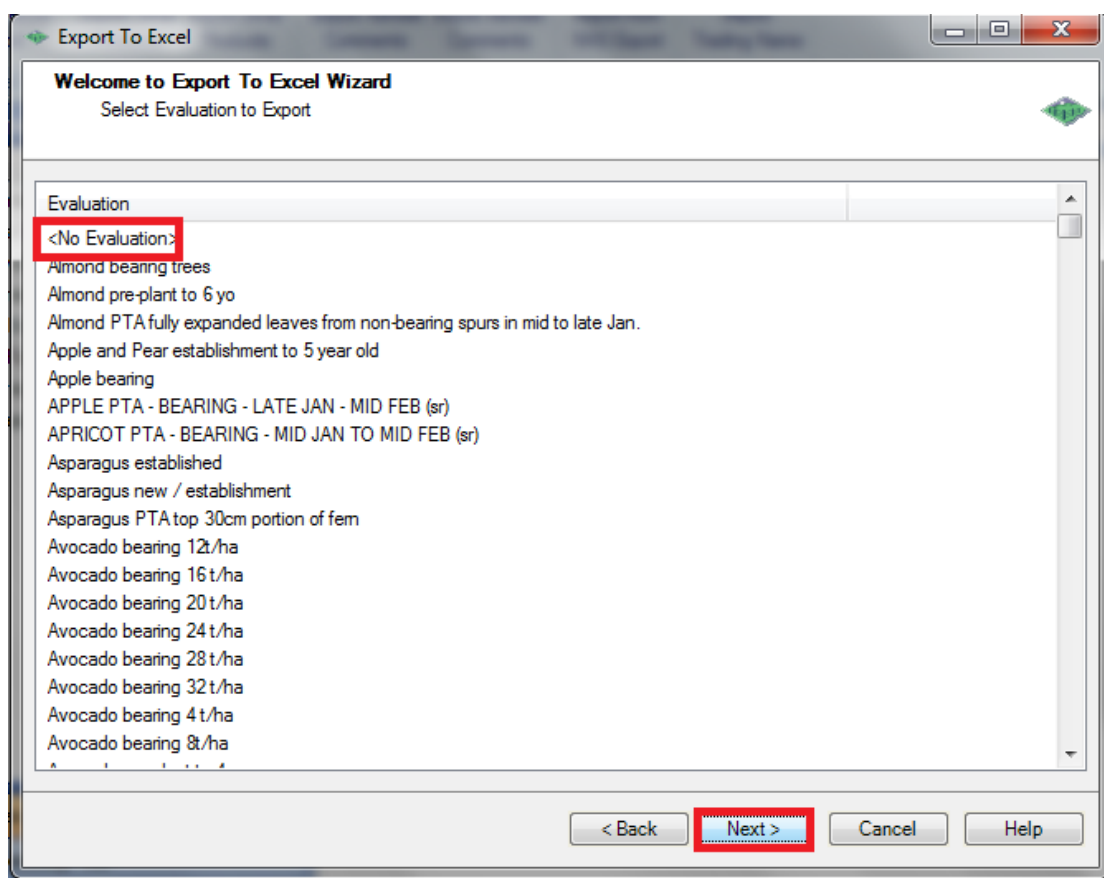 Export To Excel
Welcome to Export To Excel Wizard
Select Evaluation to Export
Evaluation
<No Evaluation>
Almond bearing trees
Almond pre-plant to 6 yo
Almond PTA fully expanded leaves from non-bearing spurs in mid to late Jan.
Apple and Pear establishment to 5 year old
Apple bearing
APPLE PTA - BEARING - LATE JAN - MID FEB (sr)
APRICOT PTA - BEARING - MID JAN TO MID FEB (sr)
Asparagus established
Asparagus new / establishment
Asparagus PTA top 30cm portion of fern
Avocado bearing 12t/ha
Avocado bearing 16 t/ha
Avocado bearing 20 t/ha
Avocado bearing 24 t/ha
Avocado bearing 28 t/ha
Avocado bearing 32 t/ha
Avocado bearing 4 t/ha
Avocado bearing 8t/ha
< Back Next > Cancel Help